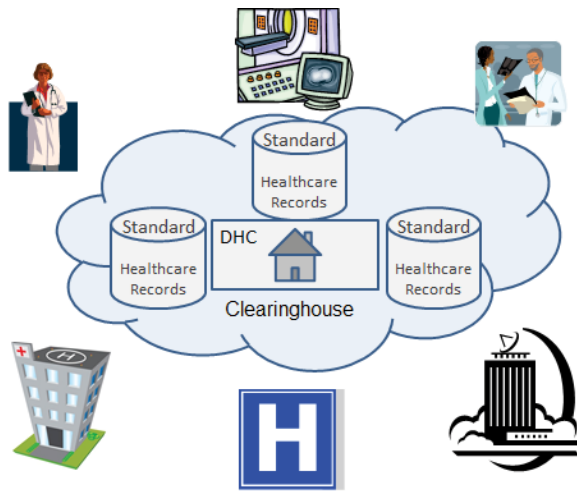 Standard
Healthcare
Records
Standard
Healthcare
Records
DHC
Standard
Healthcare
Records
Clearinghouse
H
H